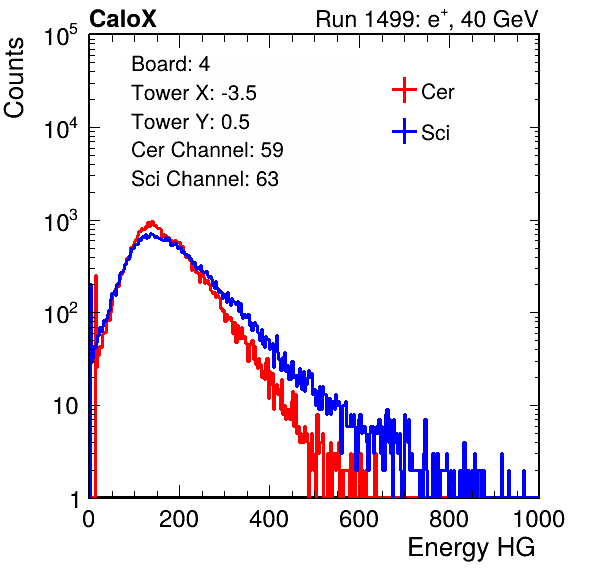 CaloX Run 1499: e⁺, 40 GeV
Counts
Board: 4
Tower X: -3.5
Tower Y: 0.5
Cer Channel: 59
Sci Channel: 63
Cer
Sci
10⁵
10⁴
10³
10²
10
1
0 200 400 600 800 1000
Energy HG